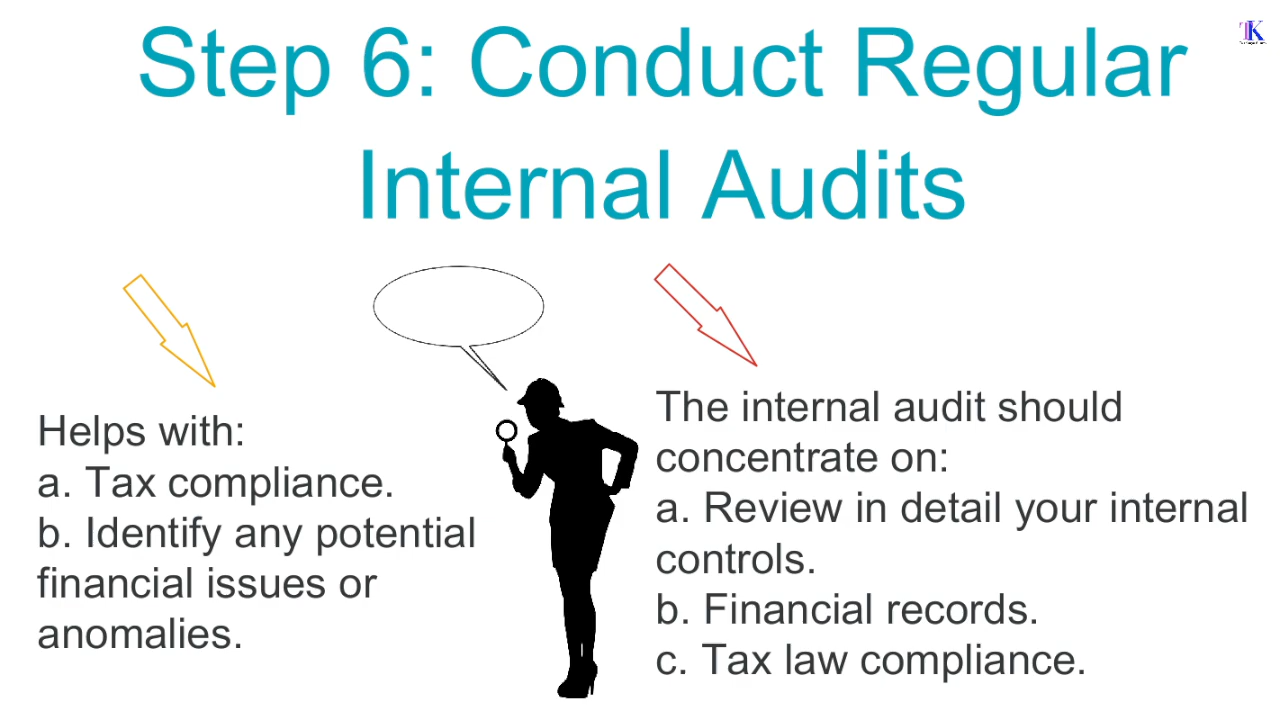 Step 6: Conduct Regular
Internal Audits
Helps with:
a. Tax compliance.
b. Identify any potential
financial issues or
anomalies.
The internal audit should
concentrate on:
a. Review in detail your internal
controls.
b. Financial records.
c. Tax law compliance.
TK